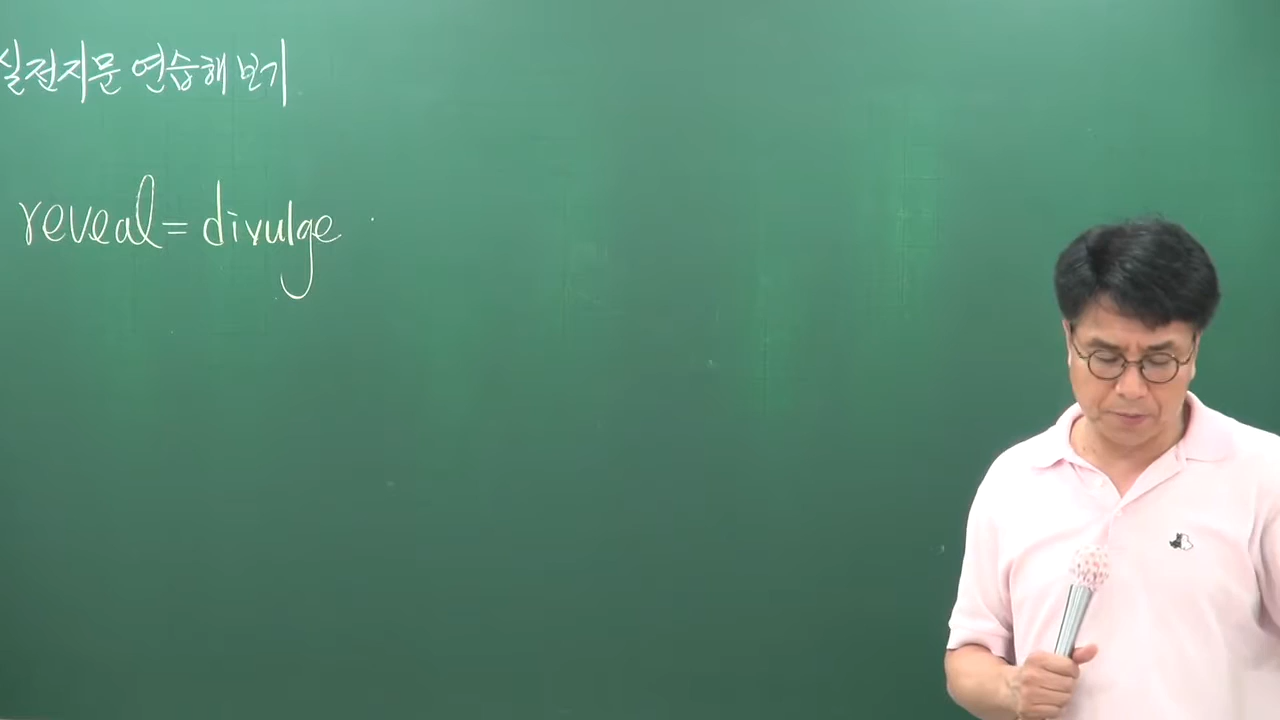 실전지문 연습해 보기
reveal = divulge